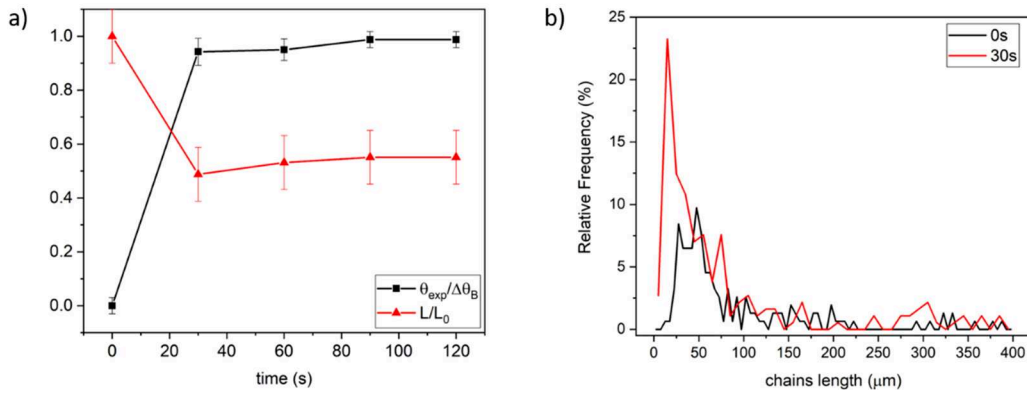 a)
1.0
0.8
0.6
0.4
0.2
0.0
θexp/ΔθB
L/L0
0 20 40 60 80 100 120
time (s)
b)
25
20
15
10
5
0
Relative Frequency (%)
0s
30s
0 50 100 150 200 250 300 350 400
chains length (μm)